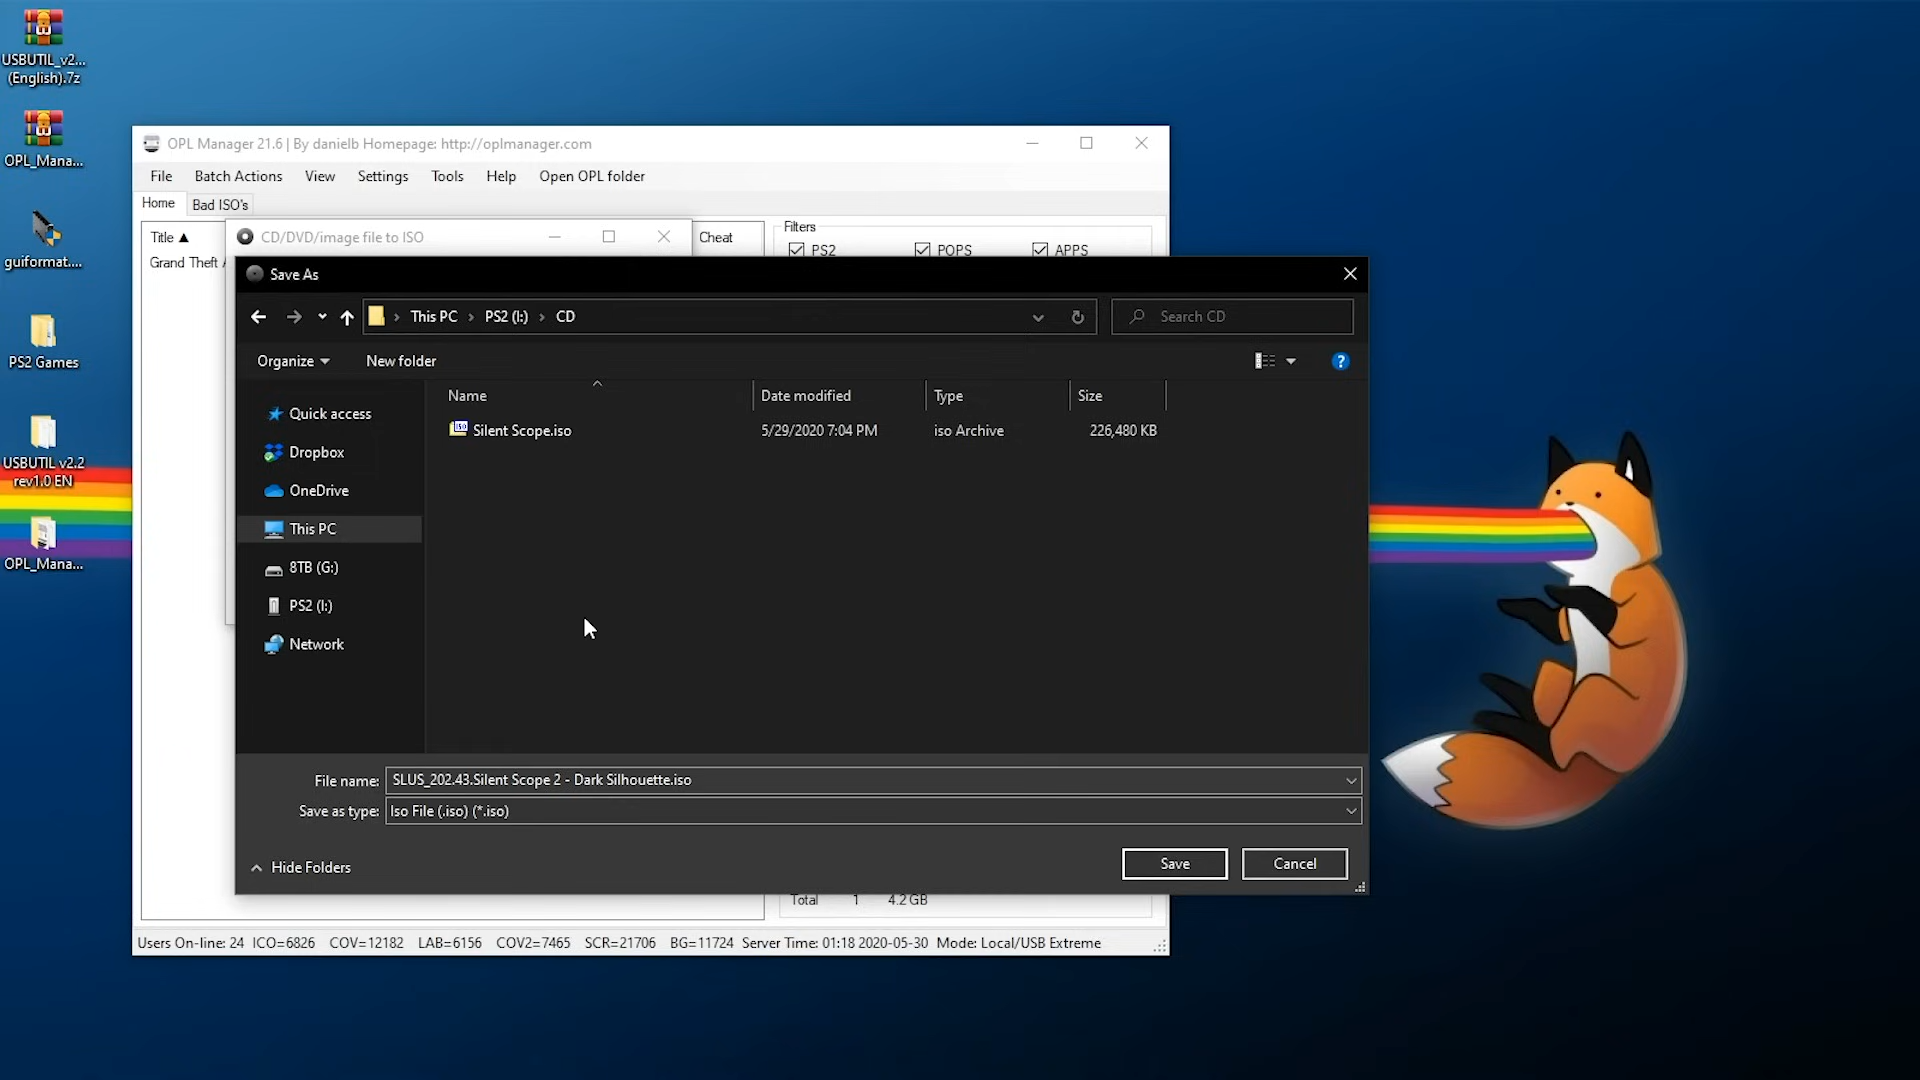 USBUTIL_v2...
(English).7z
OPL_Mana...
guiformat....
PS2 Games
USBUTIL v2.2
rev1.0 EN
OPL_Mana...
OPL Manager 21.6 | By danielb Homepage: http://oplmanager.com
File Batch Actions View Settings Tools Help Open OPL folder
Home Bad ISO's
Title ▲
Grand Theft
CD/DVD/image file to ISO
Cheat
Filters
PS2 POPS APPS
Save As
This PC › PS2 (I:) › CD
Search CD
Organize New folder
?
Name Date modified Type Size
ISO Silent Scope.iso 5/29/2020 7:04 PM iso Archive 226,480 KB
Quick access
Dropbox
OneDrive
This PC
8TB (G:)
PS2 (I:)
Network
File name: SLUS_202.43.Silent Scope 2 - Dark Silhouette.iso
Save as type: Iso File (.iso) (*.iso)
Hide Folders
Save Cancel
Total 1 4.2 GB
Users On-line: 24 ICO=6826 COV=12182 LAB=6156 COV2=7465 SCR=21706 BG=11724 Server Time: 01:18 2020-05-30 Mode: Local/USB Extreme